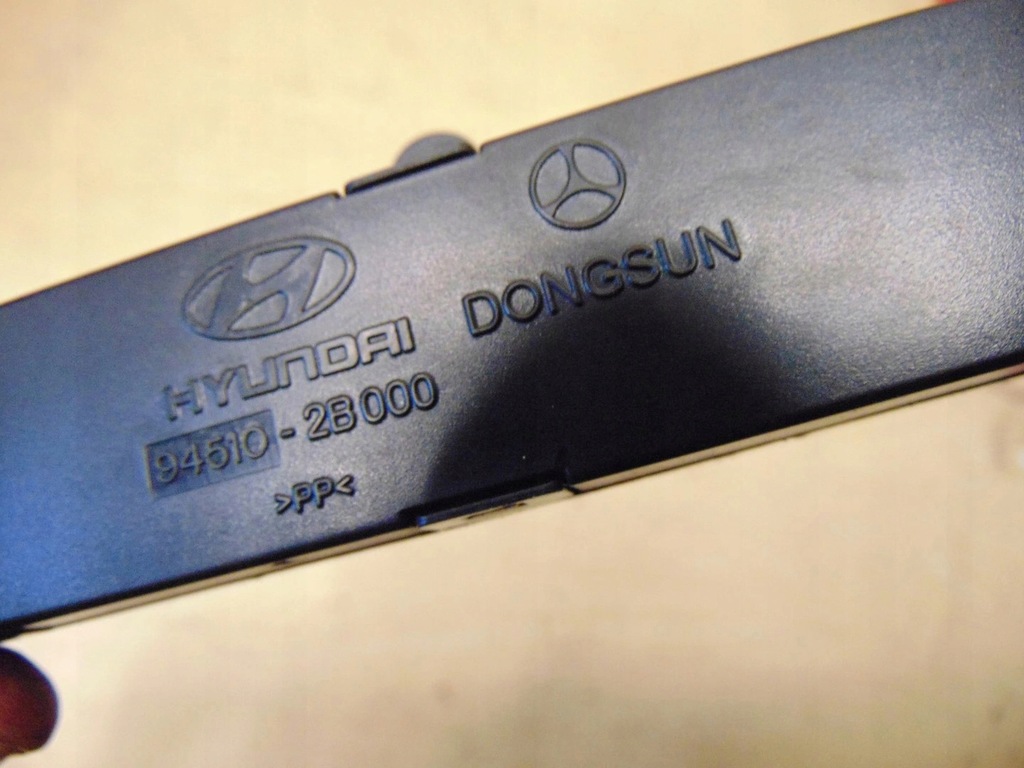 HYUNDAI
94510-2B000
>PP<
DONGSUN